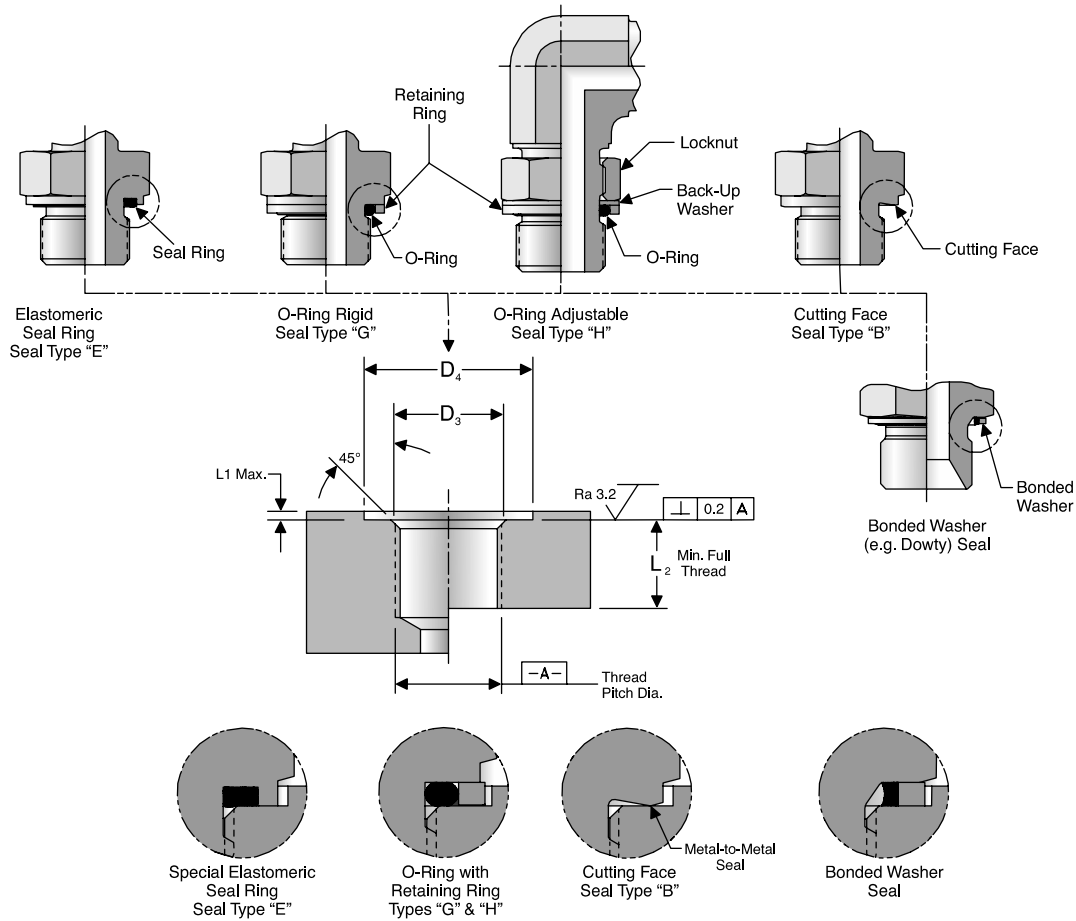 Retaining
Ring
Locknut
Back-Up
Washer
Seal Ring
O-Ring
O-Ring
Cutting Face
Elastomeric
Seal Ring
Seal Type “E”
O-Ring Rigid
Seal Type “G”
O-Ring Adjustable
Seal Type “H”
Cutting Face
Seal Type “B”
D4
D3
45°
L1 Max.
Ra 3.2
⊥ 0.2 A
L2
Min. Full
Thread
Bonded
Washer
Bonded Washer
(e.g. Dowty) Seal
-A-
Thread
Pitch Dia.
Special Elastomeric
Seal Ring
Seal Type “E”
O-Ring with
Retaining Ring
Types “G” & “H”
Cutting Face
Seal Type “B”
Metal-to-Metal
Seal
Bonded Washer
Seal